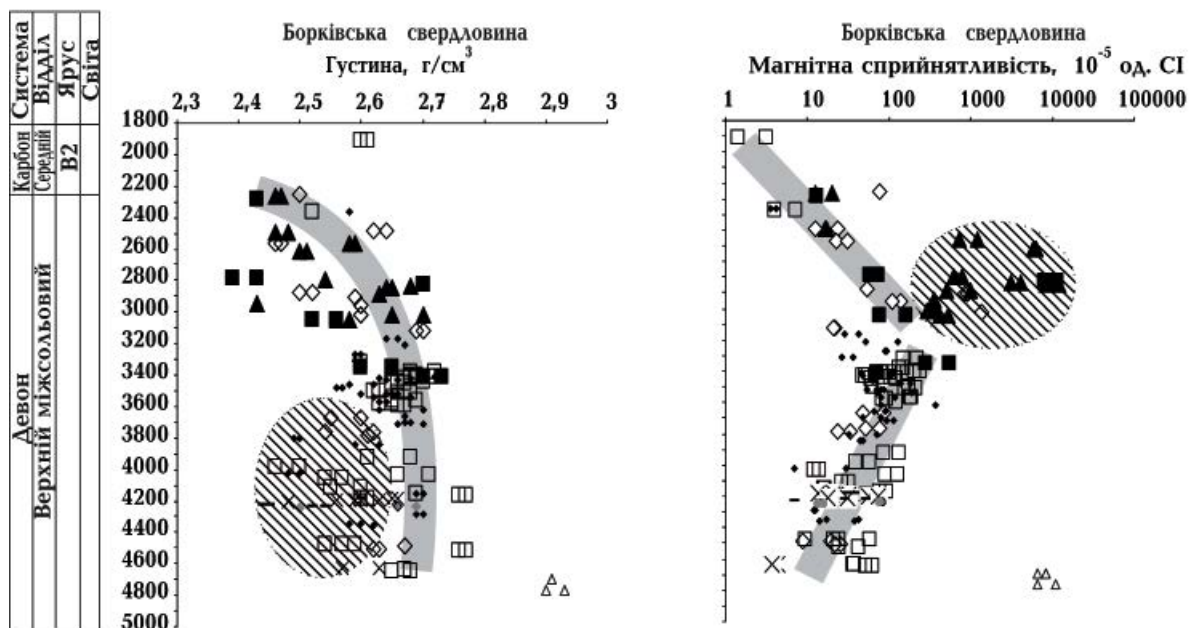 Система
Відділ
Ярус
Світа
Карбон
Середній
B2
Девон
Верхній міжсольовий
Борківська свердловина
Густина, г/см³
2,3 2,4 2,5 2,6 2,7 2,8 2,9 3
1800
2000
2200
2400
2600
2800
3000
3200
3400
3600
3800
4000
4200
4400
4600
4800
5000
Борківська свердловина
Магнітна сприйнятливість, 10⁻⁵ од. СІ
1 10 100 1000 10000 100000